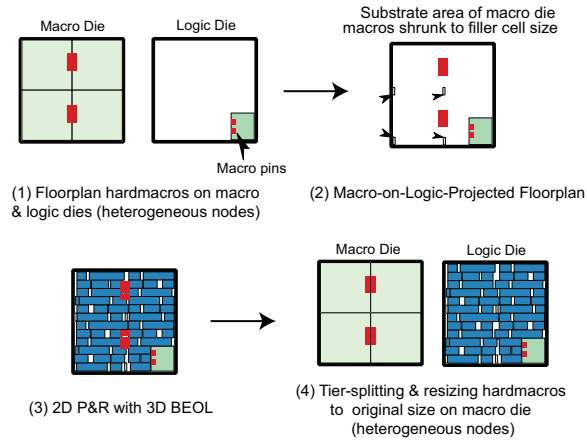 Macro Die
Logic Die
Macro pins
(1) Floorplan hardmacros on macro
& logic dies (heterogeneous nodes)
Substrate area of macro die
macros shrunk to filler cell size
(2) Macro-on-Logic-Projected Floorplan
(3) 2D P&R with 3D BEOL
Macro Die
Logic Die
(4) Tier-splitting & resizing hardmacros
to original size on macro die
(heterogeneous nodes)